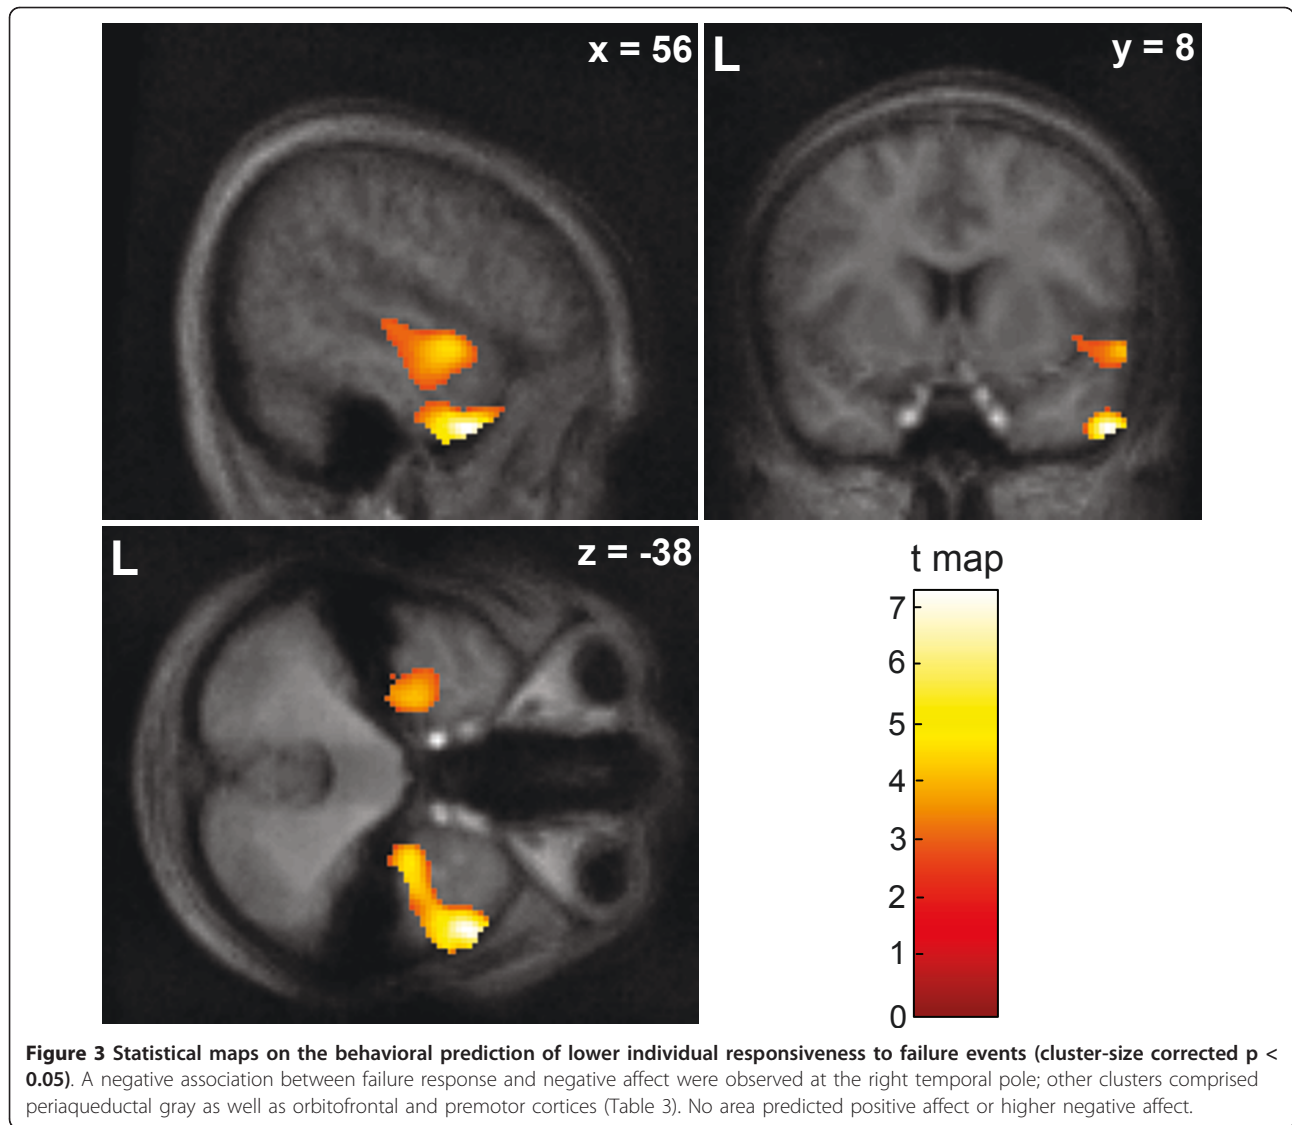 x = 56
L
y = 8
L
z = -38
t map
7
6
5
4
3
2
1
0
Figure 3 Statistical maps on the behavioral prediction of lower individual responsiveness to failure events (cluster-size corrected p <
0.05). A negative association between failure response and negative affect were observed at the right temporal pole; other clusters comprised
periaqueductal gray as well as orbitofrontal and premotor cortices (Table 3). No area predicted positive affect or higher negative affect.